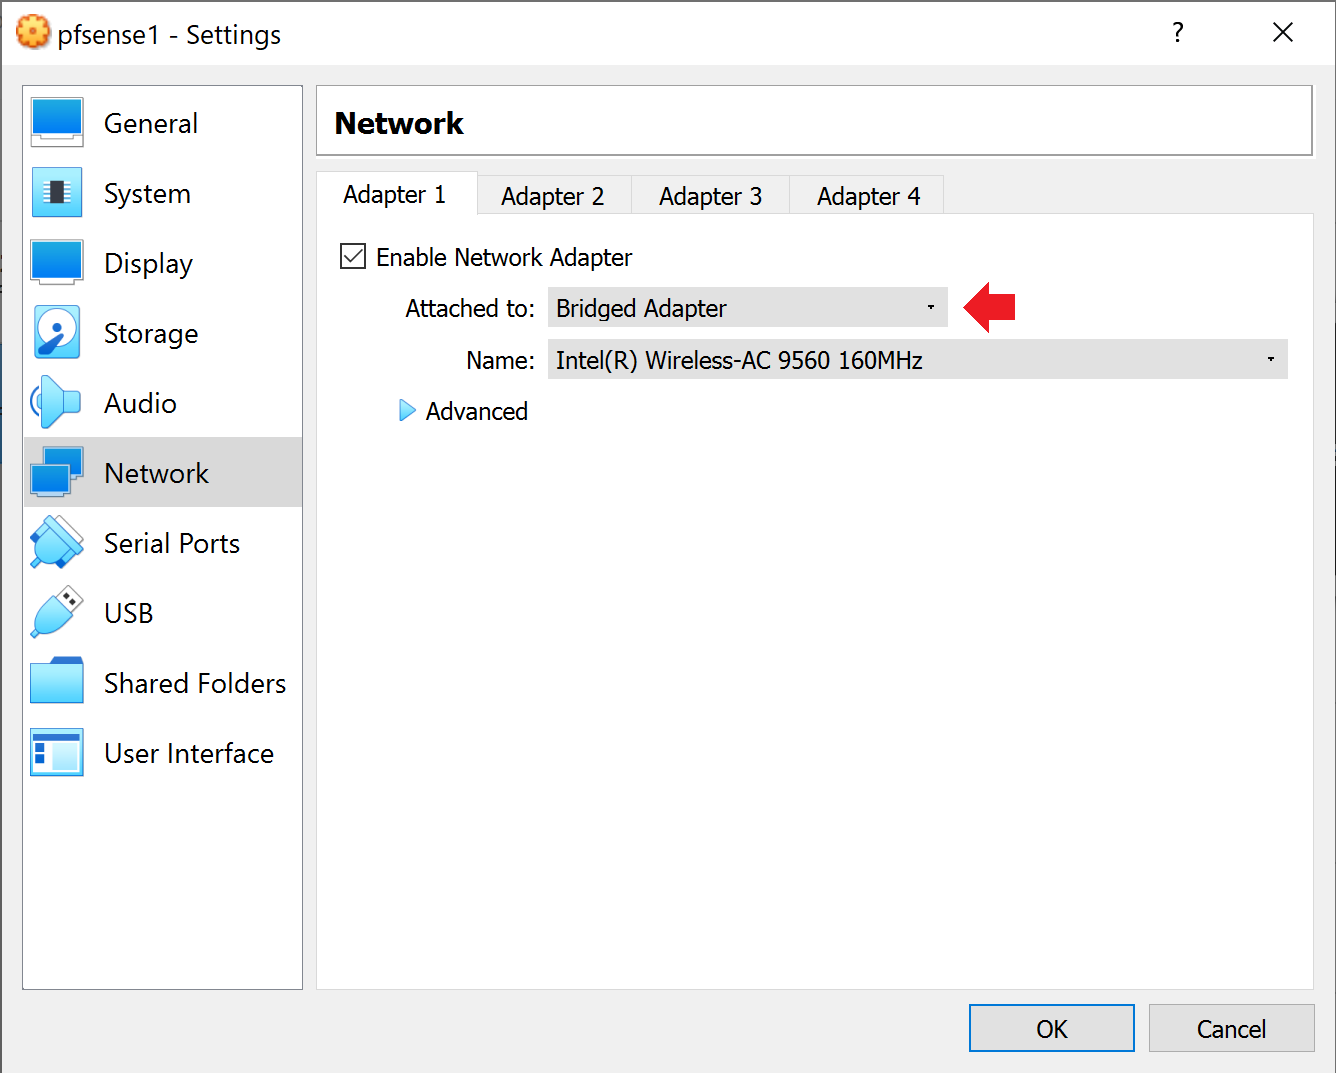 pfsense1 - Settings
?
General
System
Display
Storage
Audio
Network
Serial Ports
USB
Shared Folders
User Interface
Network
Adapter 1 Adapter 2 Adapter 3 Adapter 4
Enable Network Adapter
Attached to: Bridged Adapter
Name: Intel(R) Wireless-AC 9560 160MHz
Advanced
OK Cancel